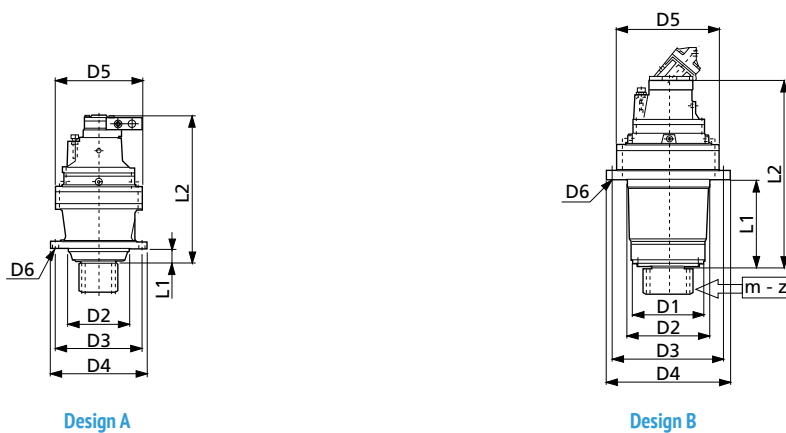 D5
L2
D6
L1
D2
D3
D4
Design A
D5
L2
D6
L1
m - z
D1
D2
D3
D4
Design B